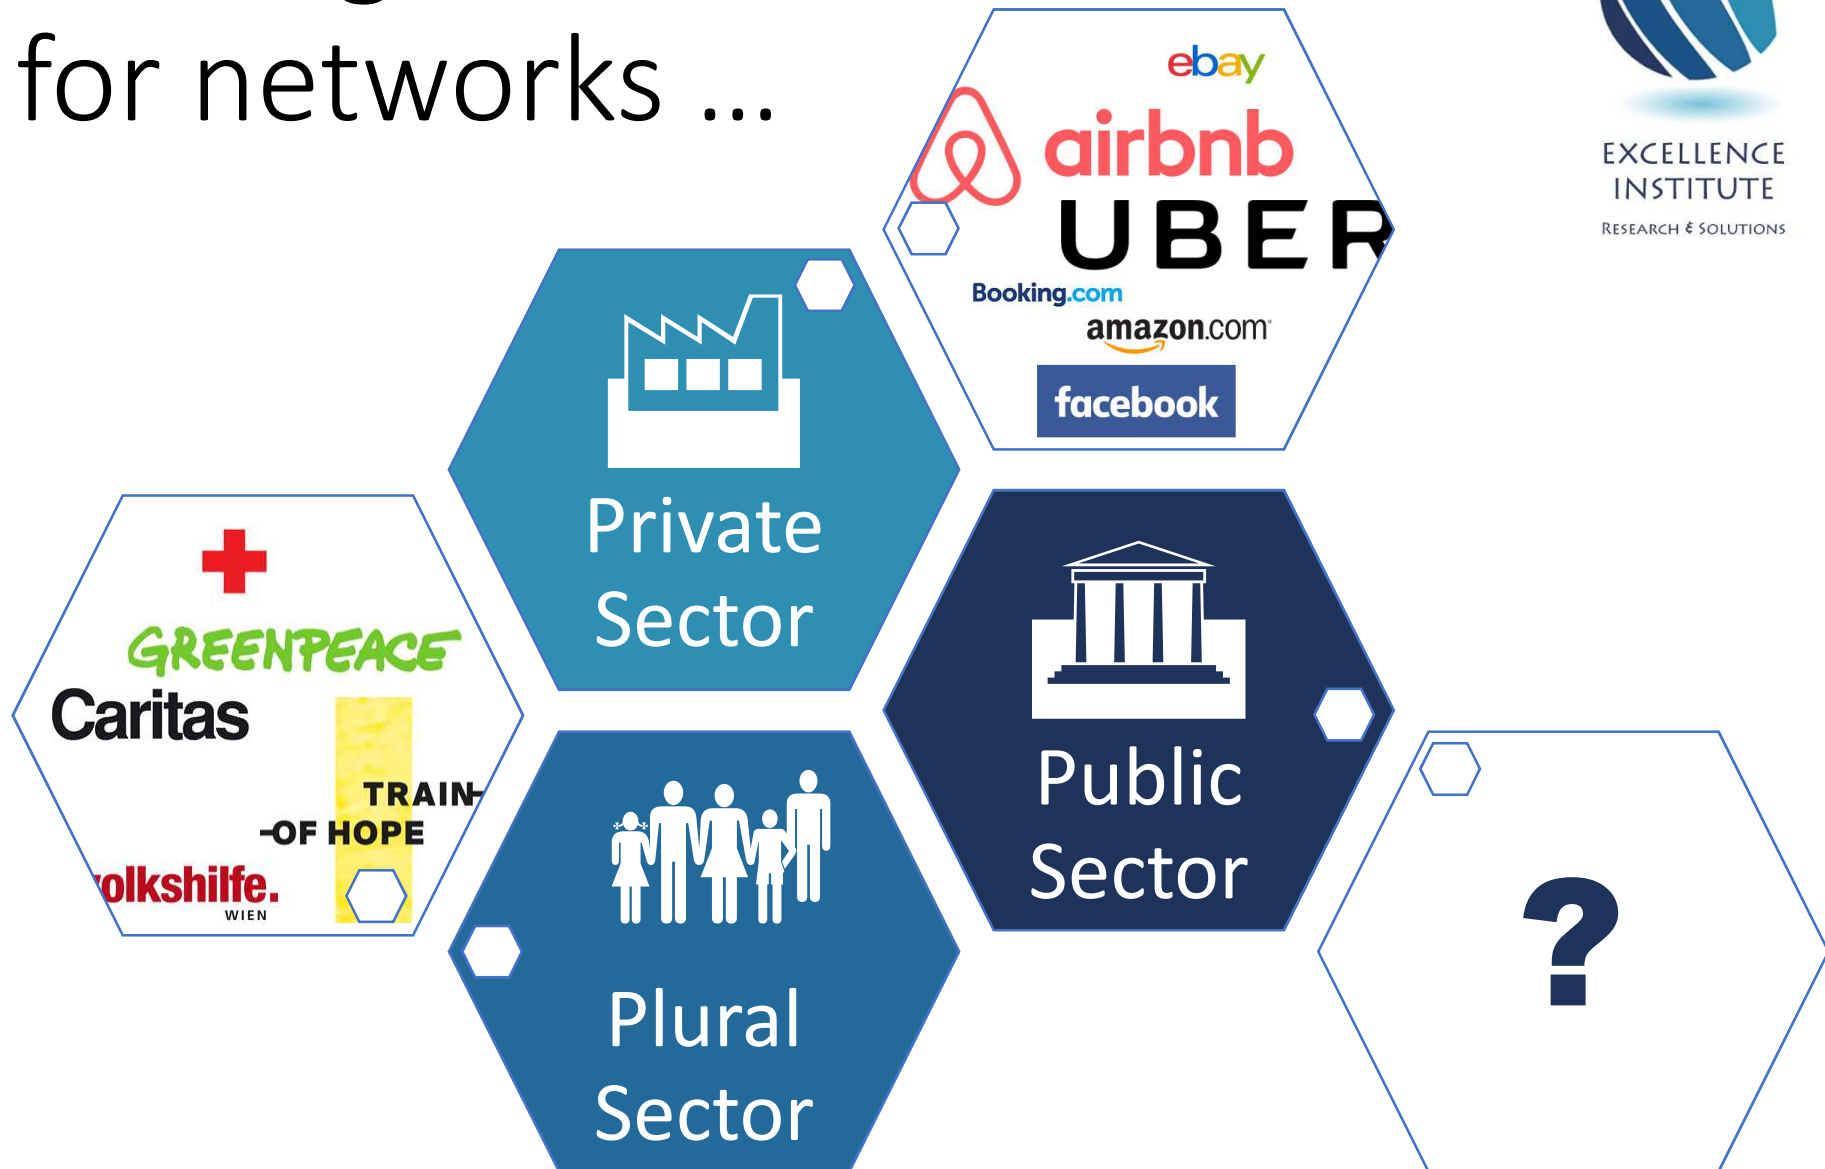 for networks ...
ebay
airbnb
UBER
Booking.com
amazon.com
facebook
EXCELLENCE
INSTITUTE
RESEARCH & SOLUTIONS
Private
Sector
GREENPEACE
Caritas
TRAIN-
-OF HOPE
olkshilfe.
WIEN
Public
Sector
?
Plural
Sector